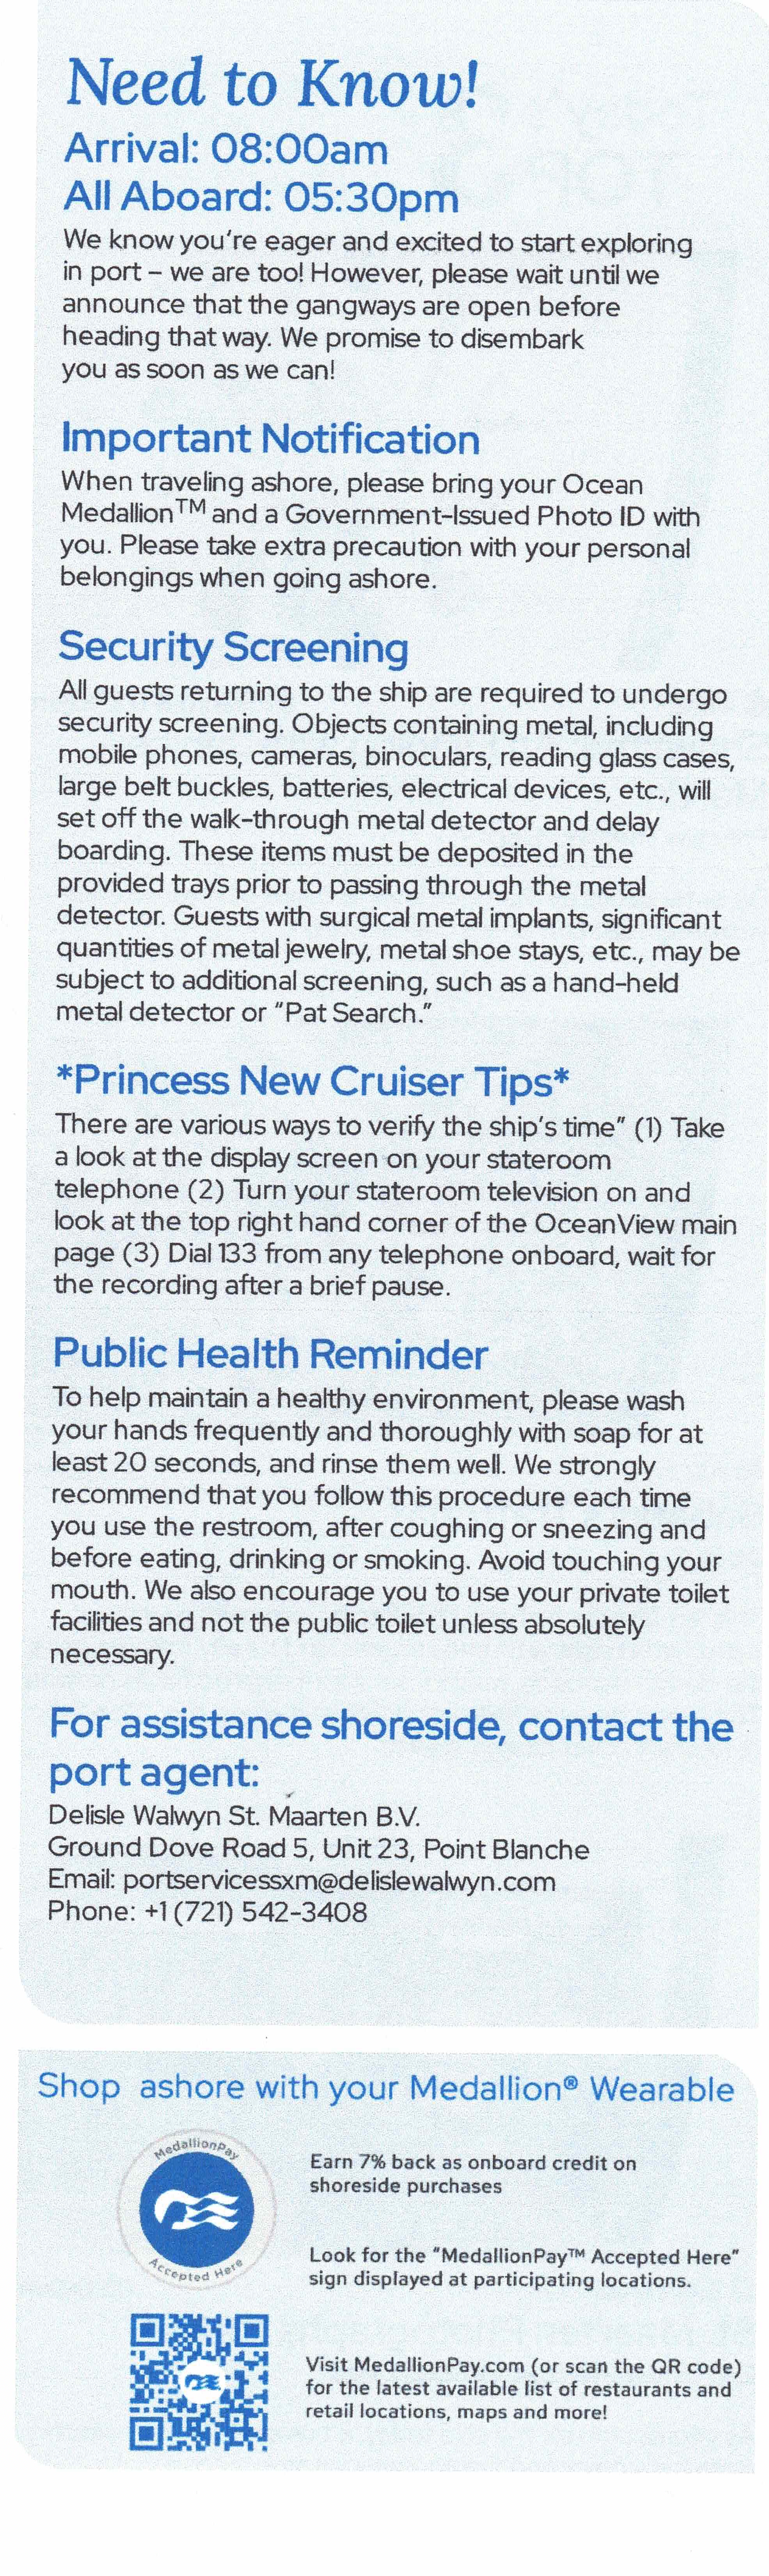 Need to Know!
Arrival: 08:00am
All Aboard: 05:30pm
We know you're eager and excited to start exploring
in port – we are too! However, please wait until we
announce that the gangways are open before
heading that way. We promise to disembark
you as soon as we can!
Important Notification
When traveling ashore, please bring your Ocean
Medallion™ and a Government-Issued Photo ID with
you. Please take extra precaution with your personal
belongings when going ashore.
Security Screening
All guests returning to the ship are required to undergo
security screening. Objects containing metal, including
mobile phones, cameras, binoculars, reading glass cases,
large belt buckles, batteries, electrical devices, etc., will
set off the walk-through metal detector and delay
boarding. These items must be deposited in the
provided trays prior to passing through the metal
detector. Guests with surgical metal implants, significant
quantities of metal jewelry, metal shoe stays, etc., may be
subject to additional screening, such as a hand-held
metal detector or "Pat Search."
*Princess New Cruiser Tips*
There are various ways to verify the ship's time" (1) Take
a look at the display screen on your stateroom
telephone (2) Turn your stateroom television on and
look at the top right hand corner of the OceanView main
page (3) Dial 133 from any telephone onboard, wait for
the recording after a brief pause.
Public Health Reminder
To help maintain a healthy environment, please wash
your hands frequently and thoroughly with soap for at
least 20 seconds, and rinse them well. We strongly
recommend that you follow this procedure each time
you use the restroom, after coughing or sneezing and
before eating, drinking or smoking. Avoid touching your
mouth. We also encourage you to use your private toilet
facilities and not the public toilet unless absolutely
necessary.
For assistance shoreside, contact the
port agent:
Delisle Walwyn St. Maarten B.V.
Ground Dove Road 5, Unit 23, Point Blanche
Email: portservicessxm@delislewalwyn.com
Phone: +1 (721) 542-3408
Shop ashore with your Medallion® Wearable
MedallionPay
Accepted Here
Earn 7% back as onboard credit on
shoreside purchases
Look for the "MedallionPay™ Accepted Here"
sign displayed at participating locations.
Visit MedallionPay.com (or scan the QR code)
for the latest available list of restaurants and
retail locations, maps and more!